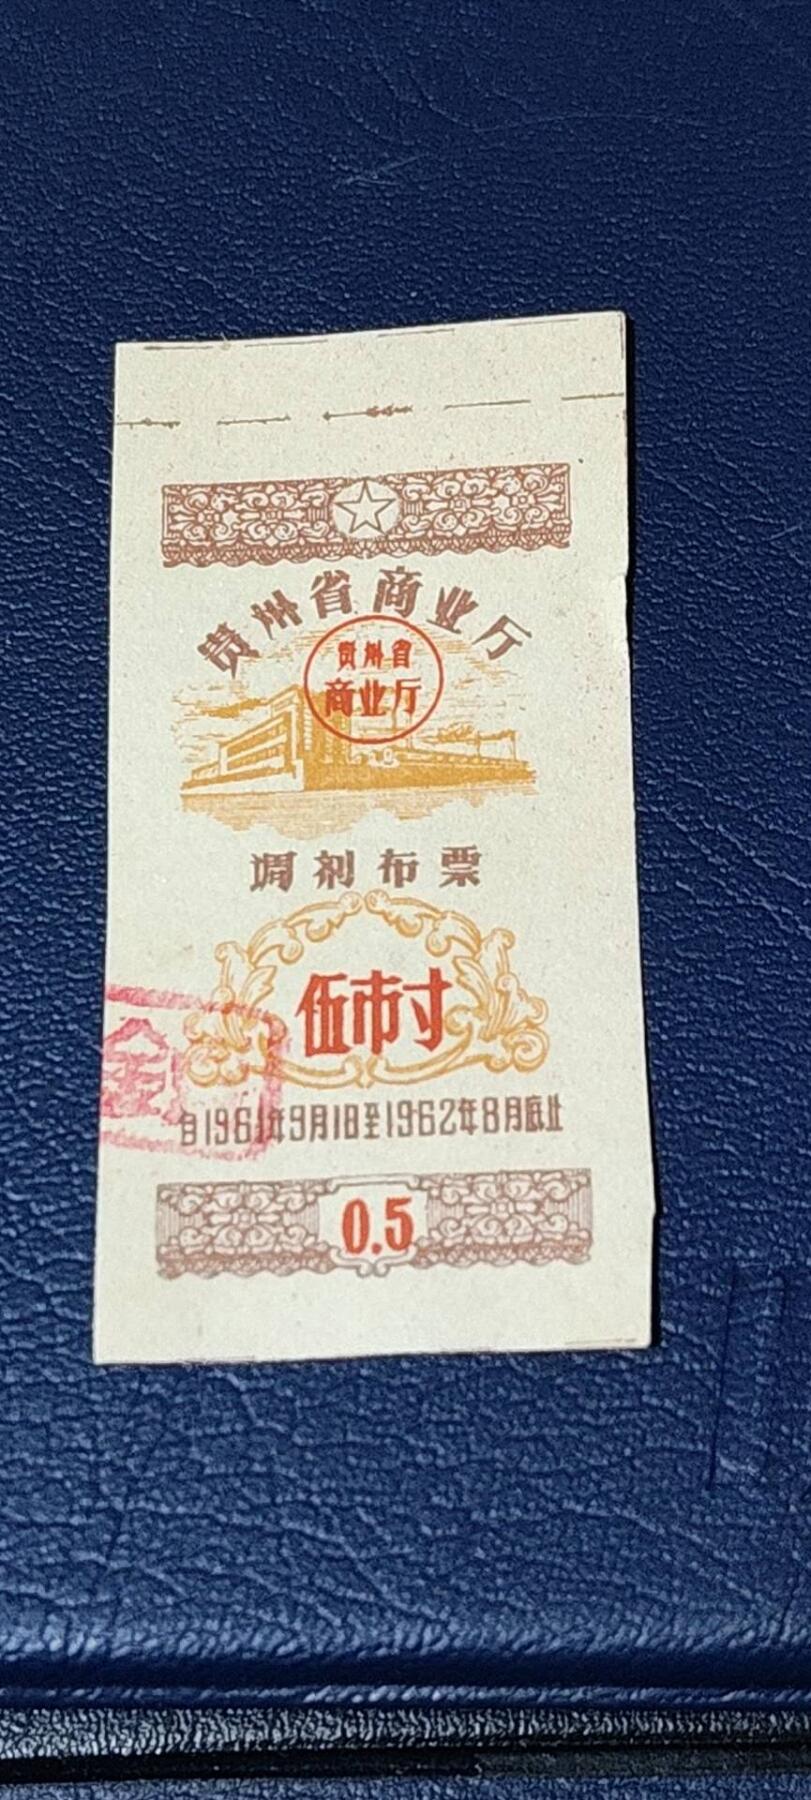 贵州省商业厅
贵州省
商业厅
调剂布票
伍市寸
全
自1961年9月1日至1962年8月底止
0.5